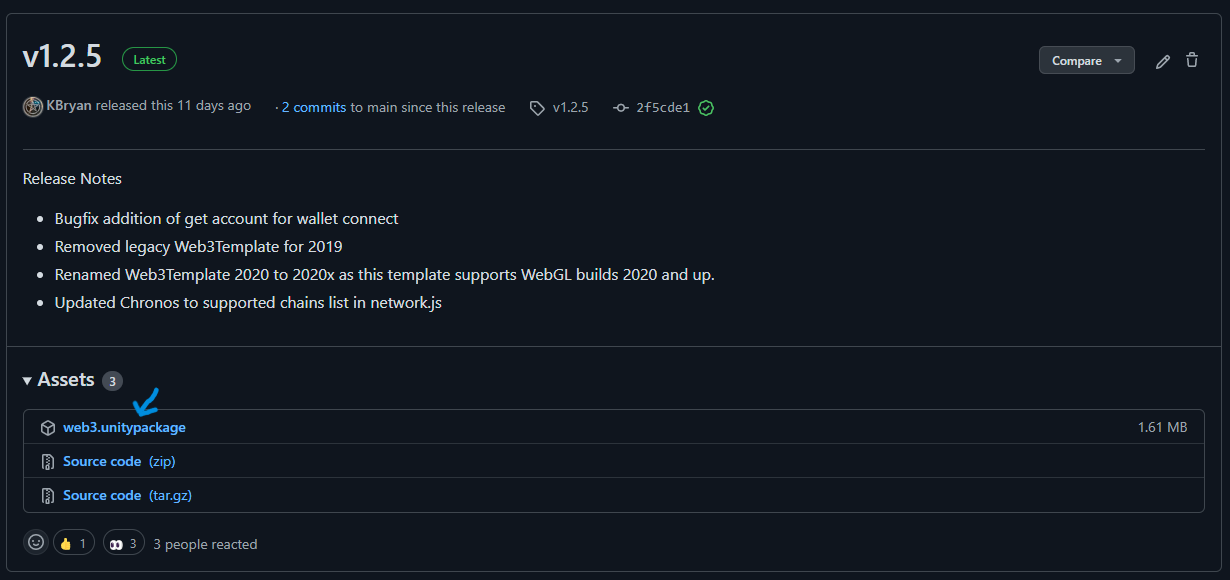 v1.2.5 Latest Compare
KBryan released this 11 days ago · 2 commits to main since this release v1.2.5 2f5cde1
Release Notes
• Bugfix addition of get account for wallet connect
• Removed legacy Web3Template for 2019
• Renamed Web3Template 2020 to 2020x as this template supports WebGL builds 2020 and up.
• Updated Chronos to supported chains list in network.js
Assets 3
web3.unitypackage 1.61 MB
Source code (zip)
Source code (tar.gz)
👍 1 👀 3 3 people reacted